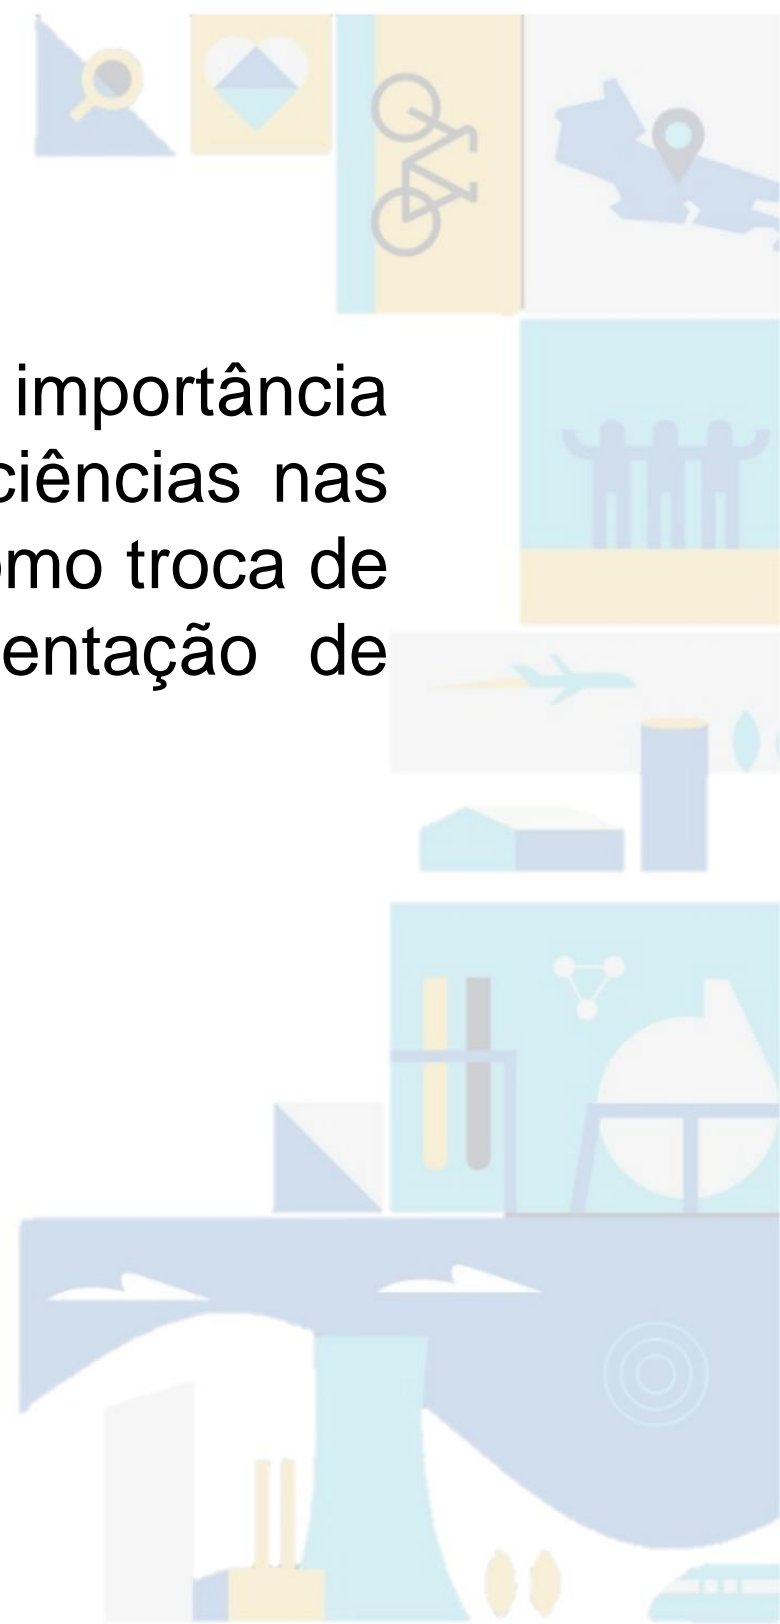 importância
ciências nas
omo troca de
entação de